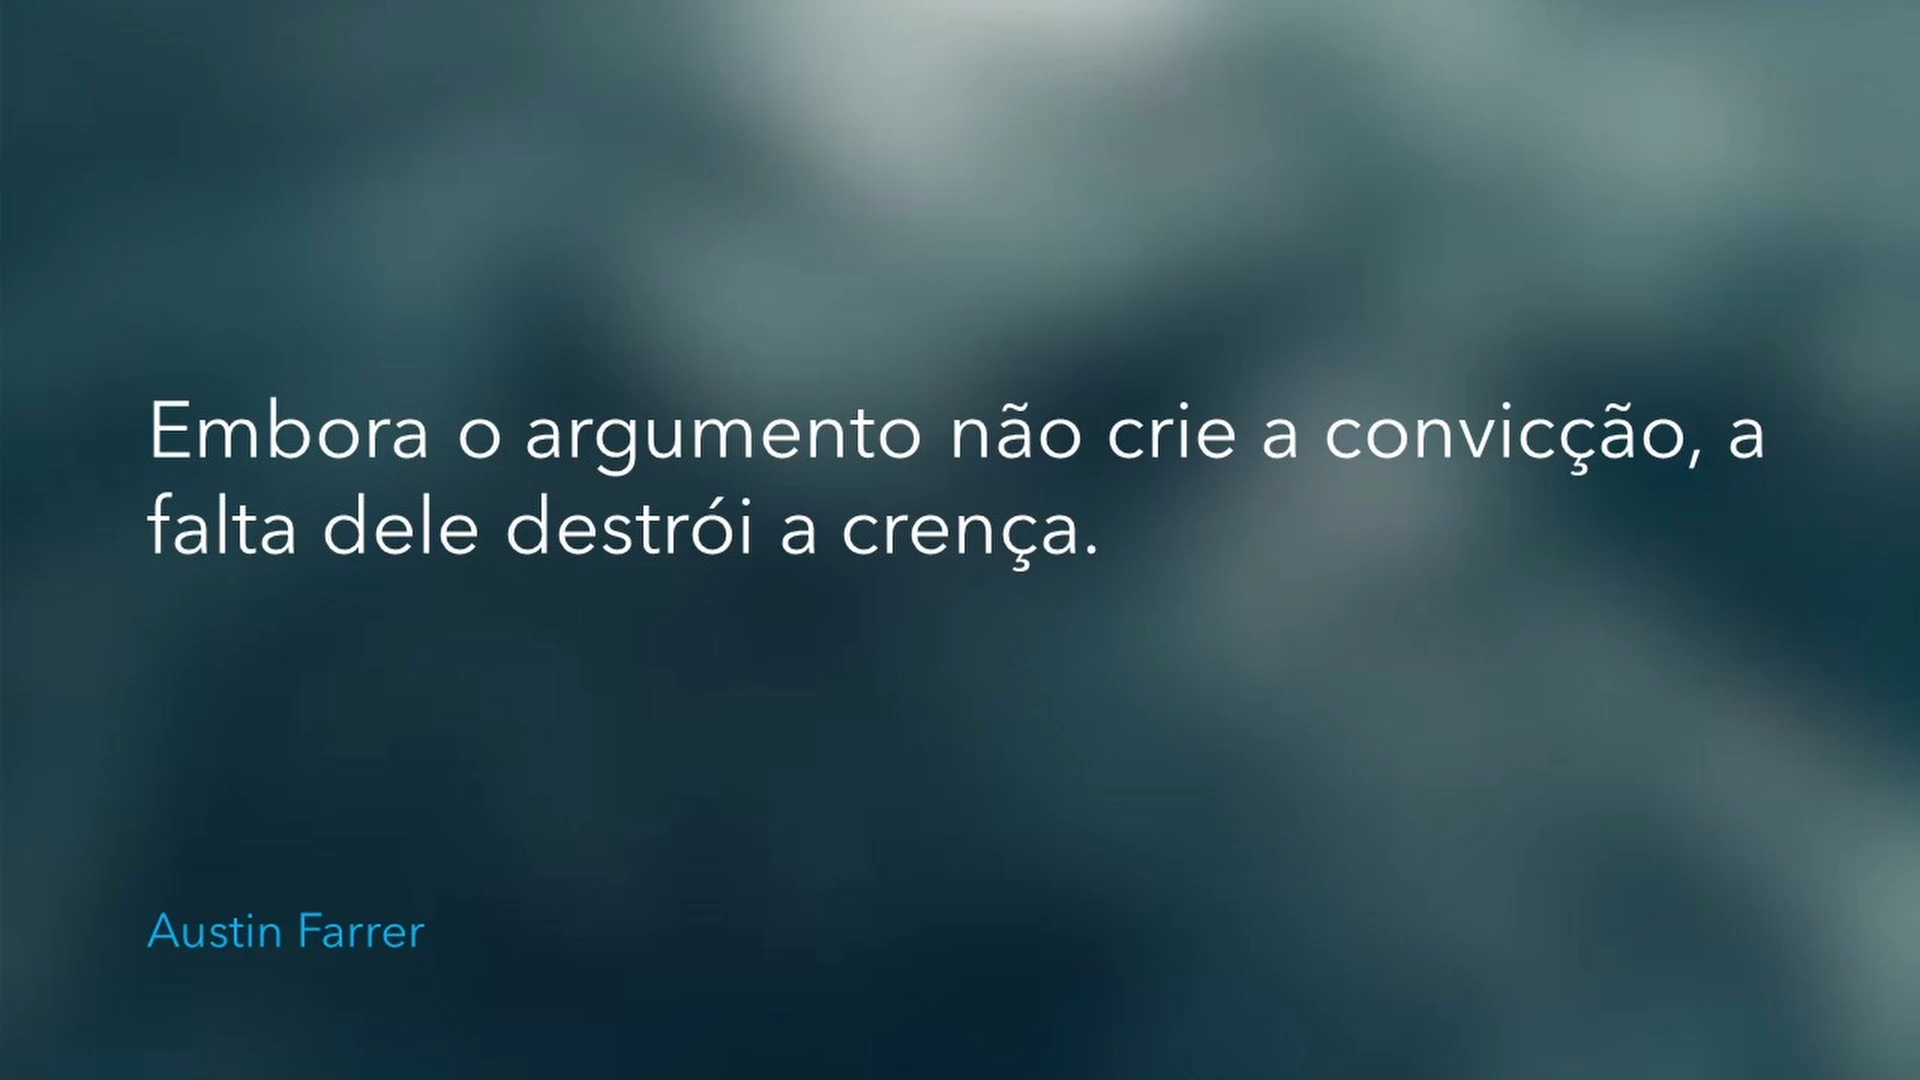 Embora o argumento não crie a convicção, a
falta dele destrói a crença.
Austin Farrer